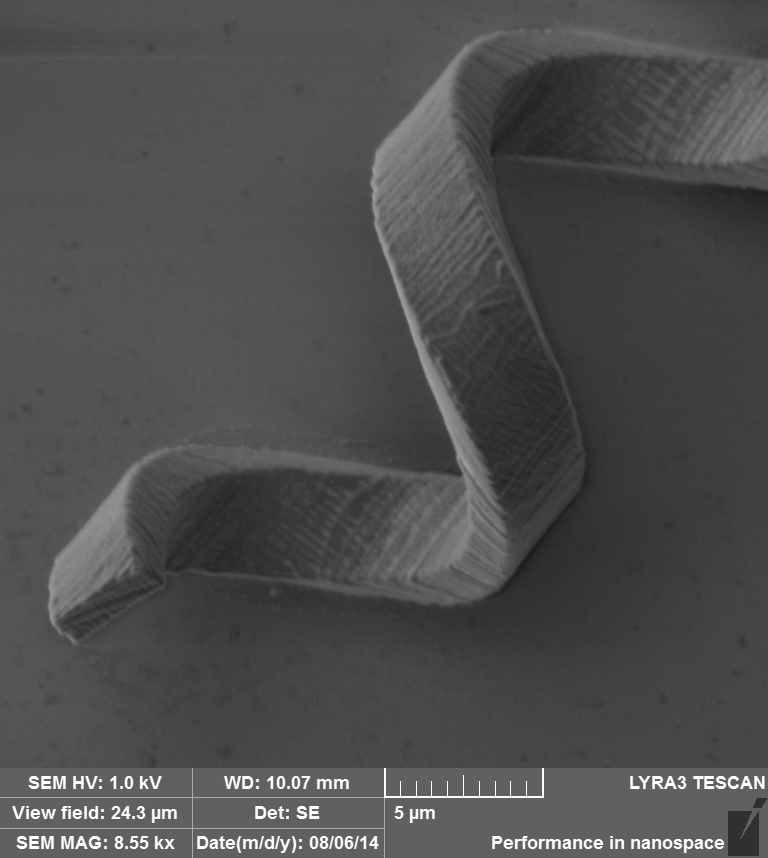 SEM HV: 1.0 kV WD: 10.07 mm LYRA3 TESCAN
View field: 24.3 µm Det: SE 5 µm
SEM MAG: 8.55 kx Date(m/d/y): 08/06/14 Performance in nanospace